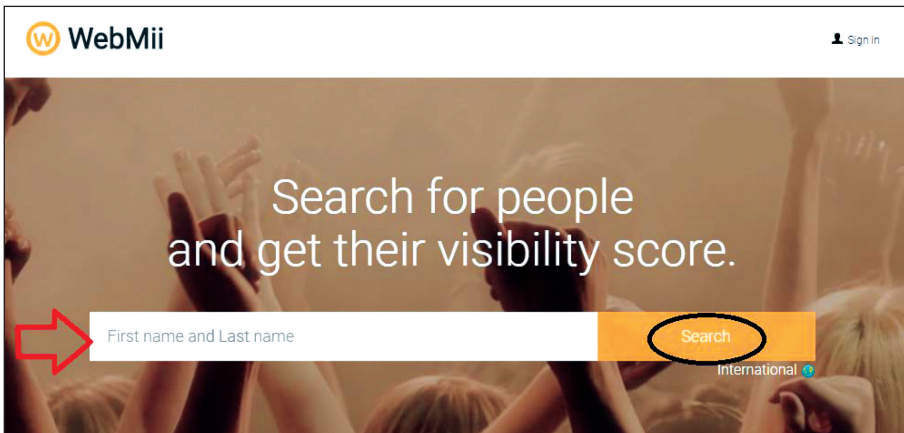 WebMii
Sign in
Search for people
and get their visibility score.
First name and Last name
Search
International